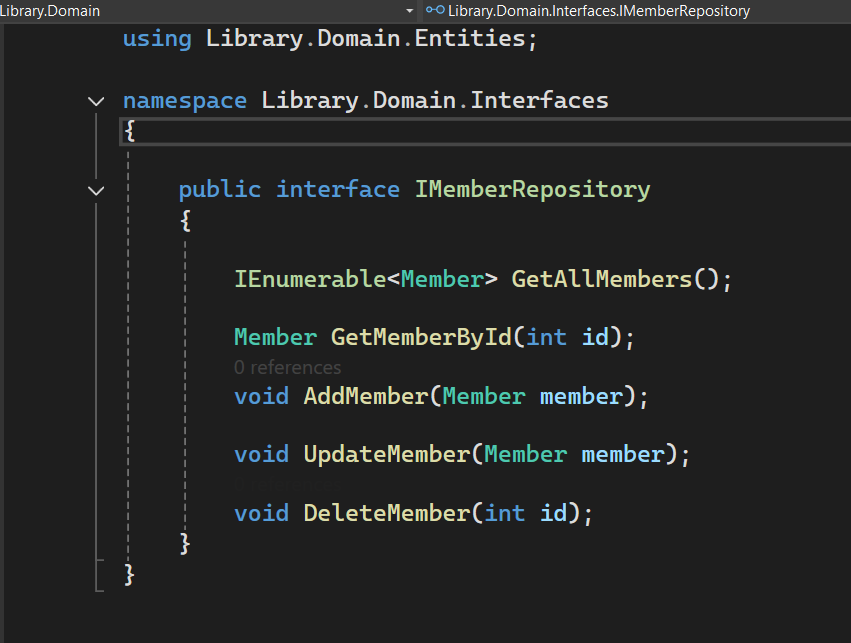 Library.Domain Library.Domain.Interfaces.IMemberRepository
using Library.Domain.Entities;
namespace Library.Domain.Interfaces
{
public interface IMemberRepository
{
IEnumerable<Member> GetAllMembers();
Member GetMemberById(int id);
0 references
void AddMember(Member member);
void UpdateMember(Member member);
void DeleteMember(int id);
}
}